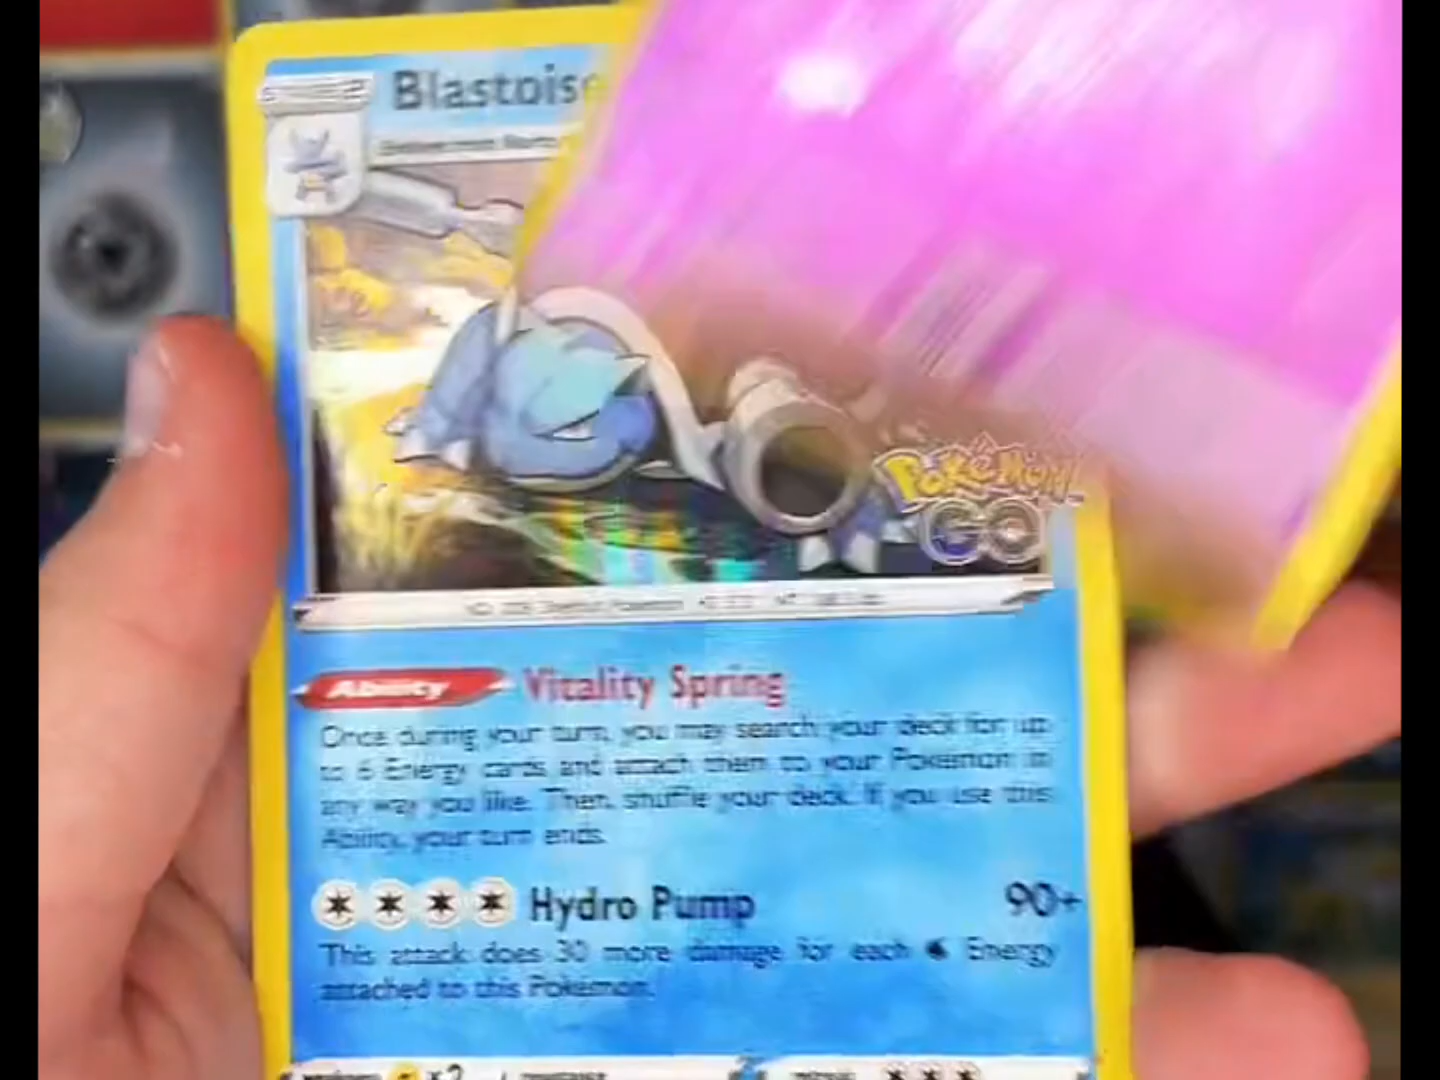 Blastoise
Pokémon
GO
Ability Vitality Spring
Once during your turn, you may search your deck for up
to 6 Energy cards and attach them to your Pokémon in
any way you like. Then, shuffle your deck. If you use this
Ability, your turn ends.
Hydro Pump 90+
This attack does 30 more damage for each Energy
attached to this Pokémon.
x2